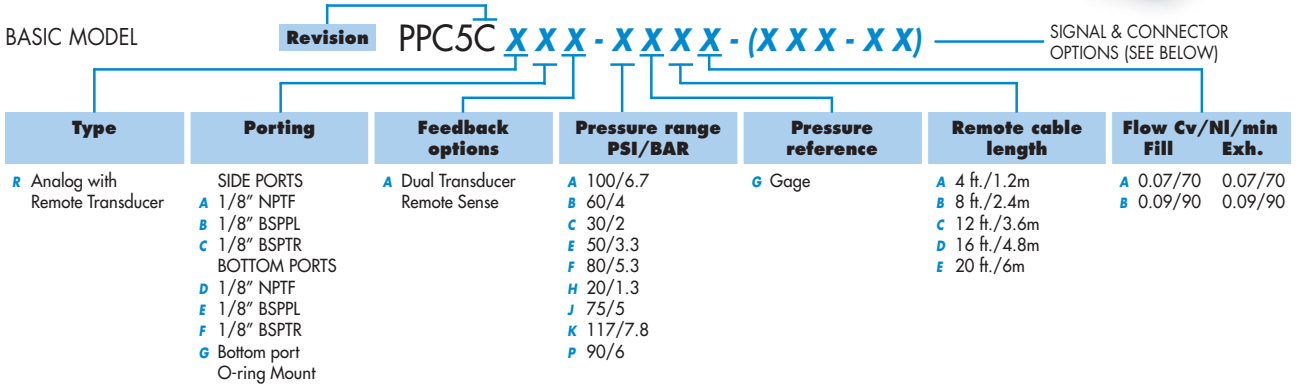 BASIC MODEL
Revision
PPC5C X X X - X X X X - (X X X - X X)
SIGNAL & CONNECTOR
OPTIONS (SEE BELOW)
Type
R Analog with
Remote Transducer
Porting
SIDE PORTS
A 1/8” NPTF
B 1/8” BSPPL
C 1/8” BSPTR
BOTTOM PORTS
D 1/8” NPTF
E 1/8” BSPPL
F 1/8” BSPTR
G Bottom port
O-ring Mount
Feedback
options
A Dual Transducer
Remote Sense
Pressure range
PSI/BAR
A 100/6.7
B 60/4
C 30/2
E 50/3.3
F 80/5.3
H 20/1.3
J 75/5
K 117/7.8
P 90/6
Pressure
reference
G Gage
Remote cable
length
A 4 ft./1.2m
B 8 ft./2.4m
C 12 ft./3.6m
D 16 ft./4.8m
E 20 ft./6m
Flow Cv/Nl/min
Fill Exh.
A 0.07/70 0.07/70
B 0.09/90 0.09/90